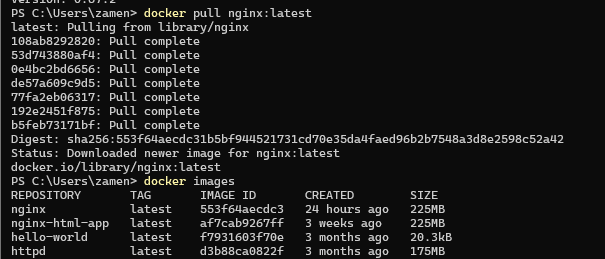 PS C:\Users\zamen> docker pull nginx:latest
latest: Pulling from library/nginx
108ab8292820: Pull complete
53d743880af4: Pull complete
0e4bc2bd6656: Pull complete
de57a609c9d5: Pull complete
77fa2eb06317: Pull complete
192e2451f875: Pull complete
b5feb73171bf: Pull complete
Digest: sha256:553f64aecdc31b5bf944521731cd70e35da4faed96b2b7548a3d8e2598c52a42
Status: Downloaded newer image for nginx:latest
docker.io/library/nginx:latest
PS C:\Users\zamen> docker images
REPOSITORY TAG IMAGE ID CREATED SIZE
nginx latest 553f64aecdc3 24 hours ago 225MB
nginx-html-app latest af7cab9267ff 3 weeks ago 225MB
hello-world latest f7931603f70e 3 months ago 20.3kB
httpd latest d3b88ca0822f 3 months ago 175MB